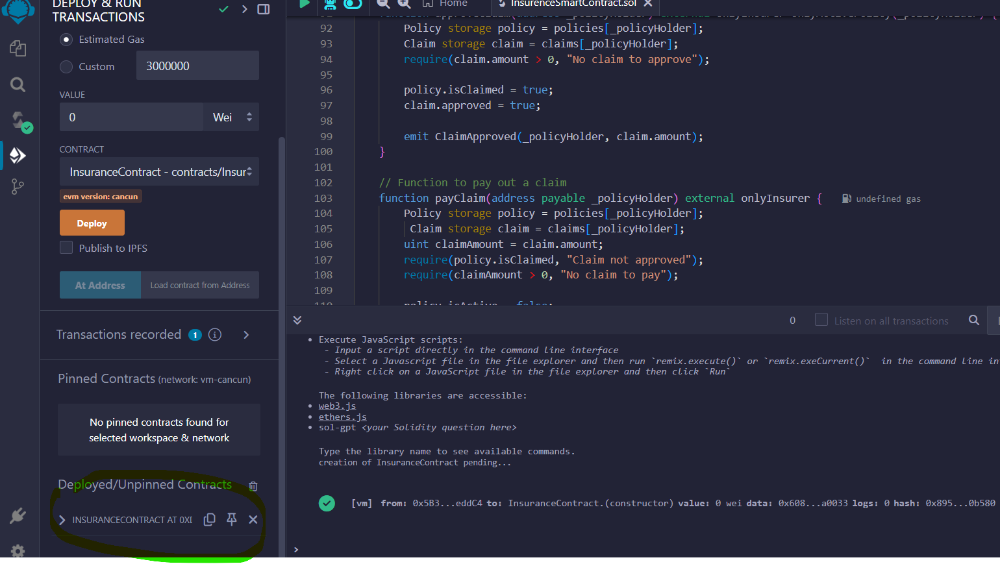 DEPLOY & RUN
TRANSACTIONS
Estimated Gas
Custom
3000000
VALUE
0
Wei
CONTRACT
InsuranceContract - contracts/Insur
evm version: cancun
Deploy
Publish to IPFS
At Address
Load contract from Address
Transactions recorded 1 i
Pinned Contracts (network: vm-cancun)
No pinned contracts found for
selected workspace & network
Deployed/Unpinned Contracts
INSURANCECONTRACT AT 0XI
Home
InsurenceSmartContract.sol
92 Policy storage policy = policies[_policyHolder];
93 Claim storage claim = claims[_policyHolder];
94 require(claim.amount > 0, "No claim to approve");
95
96 policy.isClaimed = true;
97 claim.approved = true;
98
99 emit ClaimApproved(_policyHolder, claim.amount);
100 }
101
102 // Function to pay out a claim
103 function payClaim(address payable _policyHolder) external onlyInsurer { undefined gas
104 Policy storage policy = policies[_policyHolder];
105 Claim storage claim = claims[_policyHolder];
106 uint claimAmount = claim.amount;
107 require(policy.isClaimed, "Claim not approved");
108 require(claimAmount > 0, "No claim to pay");
109
0
Listen on all transactions
• Execute JavaScript scripts:
- Input a script directly in the command line interface
- Select a Javascript file in the file explorer and then run `remix.execute()` or `remix.exeCurrent()` in the command line in
- Right click on a JavaScript file in the file explorer and then click `Run`
The following libraries are accessible:
• web3.js
• ethers.js
• sol-gpt <your Solidity question here>
Type the library name to see available commands.
creation of InsuranceContract pending...
[vm] from: 0x5B3...eddC4 to: InsuranceContract.(constructor) value: 0 wei data: 0x608...a0033 logs: 0 hash: 0x895...0b580
>